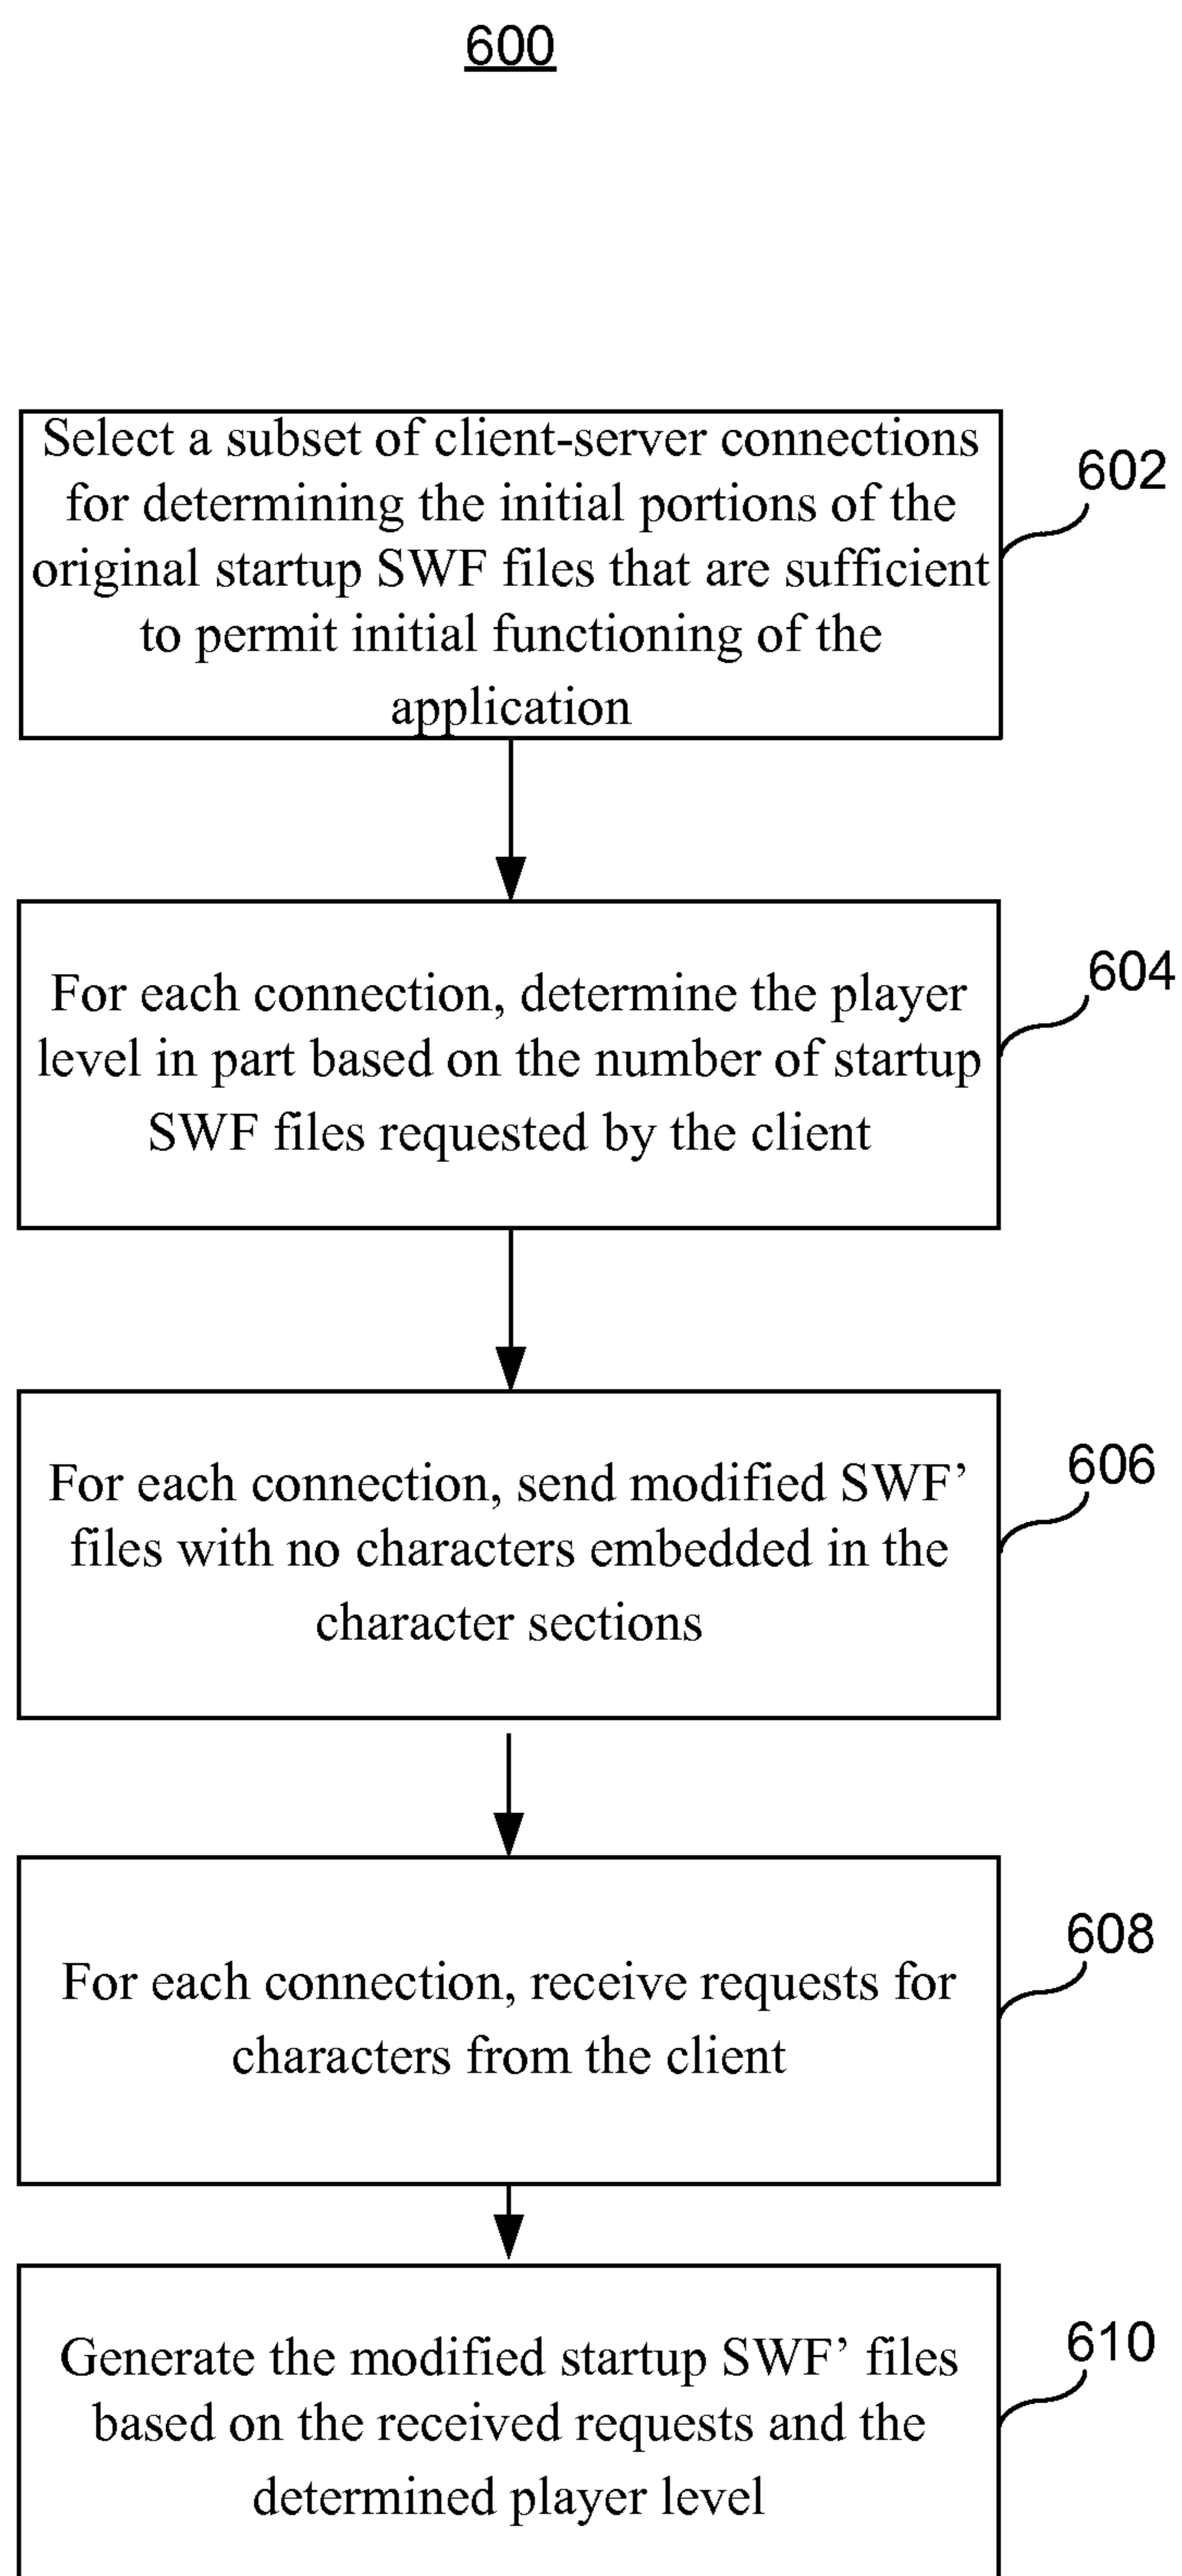 600
Select a subset of client-server connections
for determining the initial portions of the
original startup SWF files that are sufficient
to permit initial functioning of the
application
602
For each connection, determine the player
level in part based on the number of startup
SWF files requested by the client
604
For each connection, send modified SWF’
files with no characters embedded in the
character sections
606
For each connection, receive requests for
characters from the client
608
Generate the modified startup SWF’ files
based on the received requests and the
determined player level
610